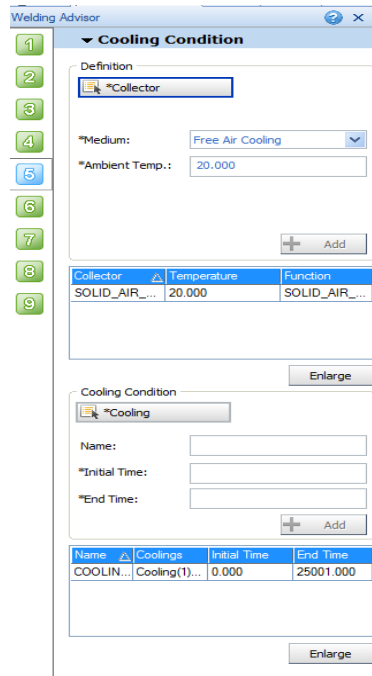 Welding Advisor
1
Cooling Condition
Definition
2
*Collector
3
4
*Medium: Free Air Cooling
*Ambient Temp.: 20.000
5
6
7
Add
8
Collector Temperature Function
SOLID_AIR_... 20.000 SOLID_AIR_...
9
Enlarge
Cooling Condition
*Cooling
Name:
*Initial Time:
*End Time:
Add
Name Coolings Initial Time End Time
COOLIN... Cooling(1)... 0.000 25001.000
Enlarge